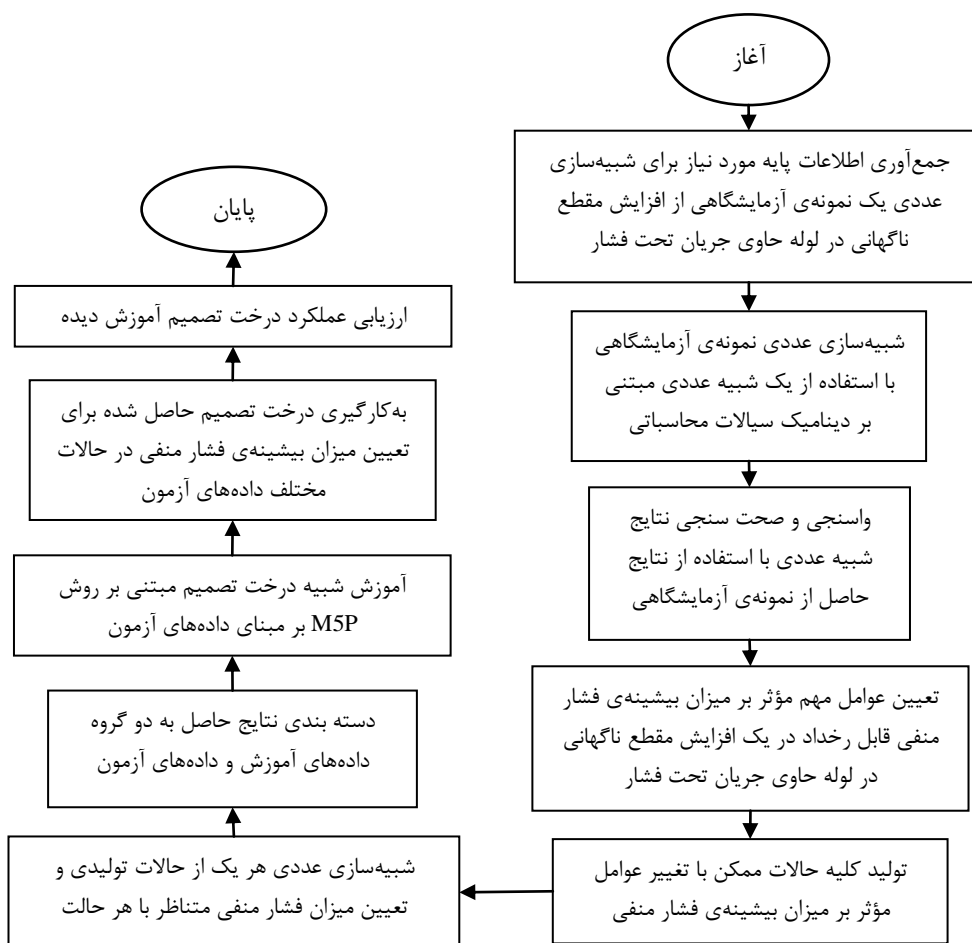 آغاز
جمع‌آوری اطلاعات پایه مورد نیاز برای شبیه‌سازی
عددی یک نمونه‌ی آزمایشگاهی از افزایش مقطع
ناگهانی در لوله حاوی جریان تحت فشار
شبیه‌سازی عددی نمونه‌ی آزمایشگاهی
با استفاده از یک شبیه عددی مبتنی
بر دینامیک سیالات محاسباتی
واسنجی و صحت سنجی نتایج
شبیه عددی با استفاده از نتایج
حاصل از نمونه‌ی آزمایشگاهی
تعیین عوامل مهم مؤثر بر میزان بیشینه‌ی فشار
منفی قابل رخداد در یک افزایش مقطع ناگهانی
در لوله حاوی جریان تحت فشار
تولید کلیه حالات ممکن با تغییر عوامل
مؤثر بر میزان بیشینه‌ی فشار منفی
شبیه‌سازی عددی هر یک از حالات تولیدی و
تعیین میزان فشار منفی متناظر با هر حالت
دسته بندی نتایج حاصل به دو گروه
داده‌های آموزش و داده‌های آزمون
آموزش شبیه درخت تصمیم مبتنی بر روش
M5P بر مبنای داده‌های آزمون
به‌کارگیری درخت تصمیم حاصل شده برای
تعیین میزان بیشینه‌ی فشار منفی در حالات
مختلف داده‌های آزمون
ارزیابی عملکرد درخت تصمیم آموزش دیده
پایان